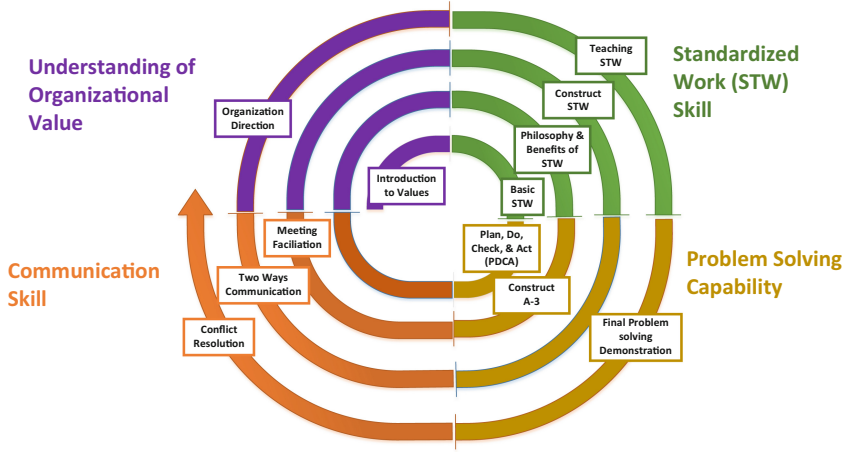 Understanding of
Organizational
Value
Standardized
Work (STW)
Skill
Communication
Skill
Problem Solving
Capability
Organization
Direction
Introduction
to Values
Teaching
STW
Construct
STW
Philosophy &
Benefits of
STW
Basic
STW
Plan, Do,
Check, & Act
(PDCA)
Construct
A-3
Final Problem
solving
Demonstration
Meeting
Faciliation
Two Ways
Communication
Conflict
Resolution